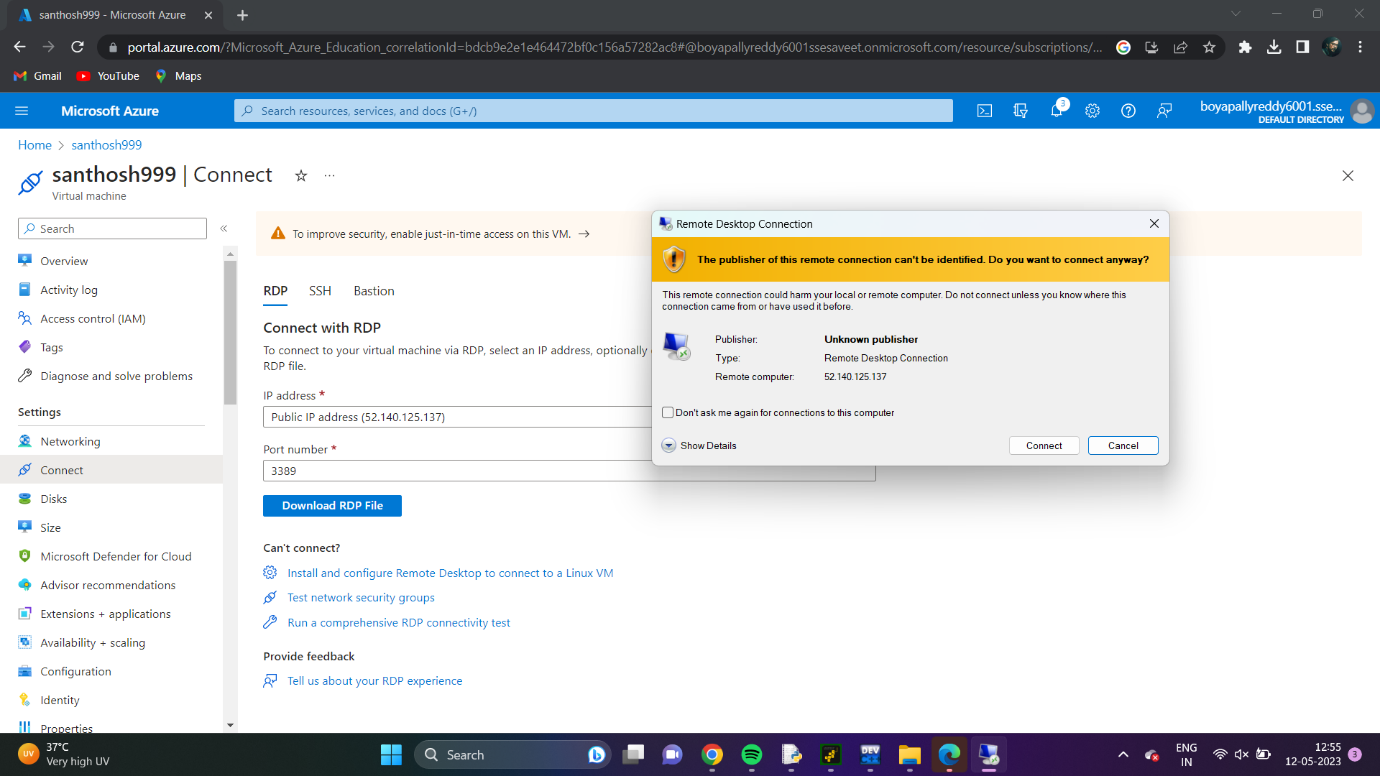 santhosh999 - Microsoft Azure
portal.azure.com/?Microsoft_Azure_Education_correlationId=bdcb9e2e1e464472bf0c156a57282ac8#@boyapallyreddy6001ssesaveet.onmicrosoft.com/resource/subscriptions/...
Gmail YouTube Maps
Microsoft Azure
Search resources, services, and docs (G+/)
3
boyapallyreddy6001.sse...
DEFAULT DIRECTORY
Home > santhosh999
santhosh999 | Connect
Virtual machine
Search
Overview
Activity log
Access control (IAM)
Tags
Diagnose and solve problems
Settings
Networking
Connect
Disks
Size
Microsoft Defender for Cloud
Advisor recommendations
Extensions + applications
Availability + scaling
Configuration
Identity
Properties
To improve security, enable just-in-time access on this VM. →
RDP SSH Bastion
Connect with RDP
To connect to your virtual machine via RDP, select an IP address, optionally
RDP file.
IP address *
Public IP address (52.140.125.137)
Port number *
3389
Download RDP File
Can't connect?
Install and configure Remote Desktop to connect to a Linux VM
Test network security groups
Run a comprehensive RDP connectivity test
Provide feedback
Tell us about your RDP experience
Remote Desktop Connection
The publisher of this remote connection can't be identified. Do you want to connect anyway?
This remote connection could harm your local or remote computer. Do not connect unless you know where this
connection came from or have used it before.
Publisher: Unknown publisher
Type: Remote Desktop Connection
Remote computer: 52.140.125.137
Don't ask me again for connections to this computer
Show Details
Connect
Cancel
UV
37°C
Very high UV
Search
DEV
ENG
IN
12:55
12-05-2023
3